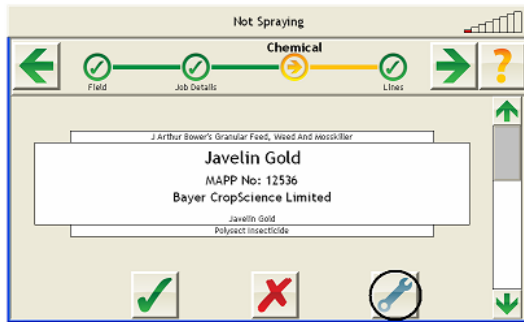 Not Spraying
Chemical
Field
Job Details
Lines
?
J Arthur Bower's Granular Feed, Weed And Mosskiller
Javelin Gold
MAPP No: 12536
Bayer CropScience Limited
Javelin Gold
Polysect Insecticide